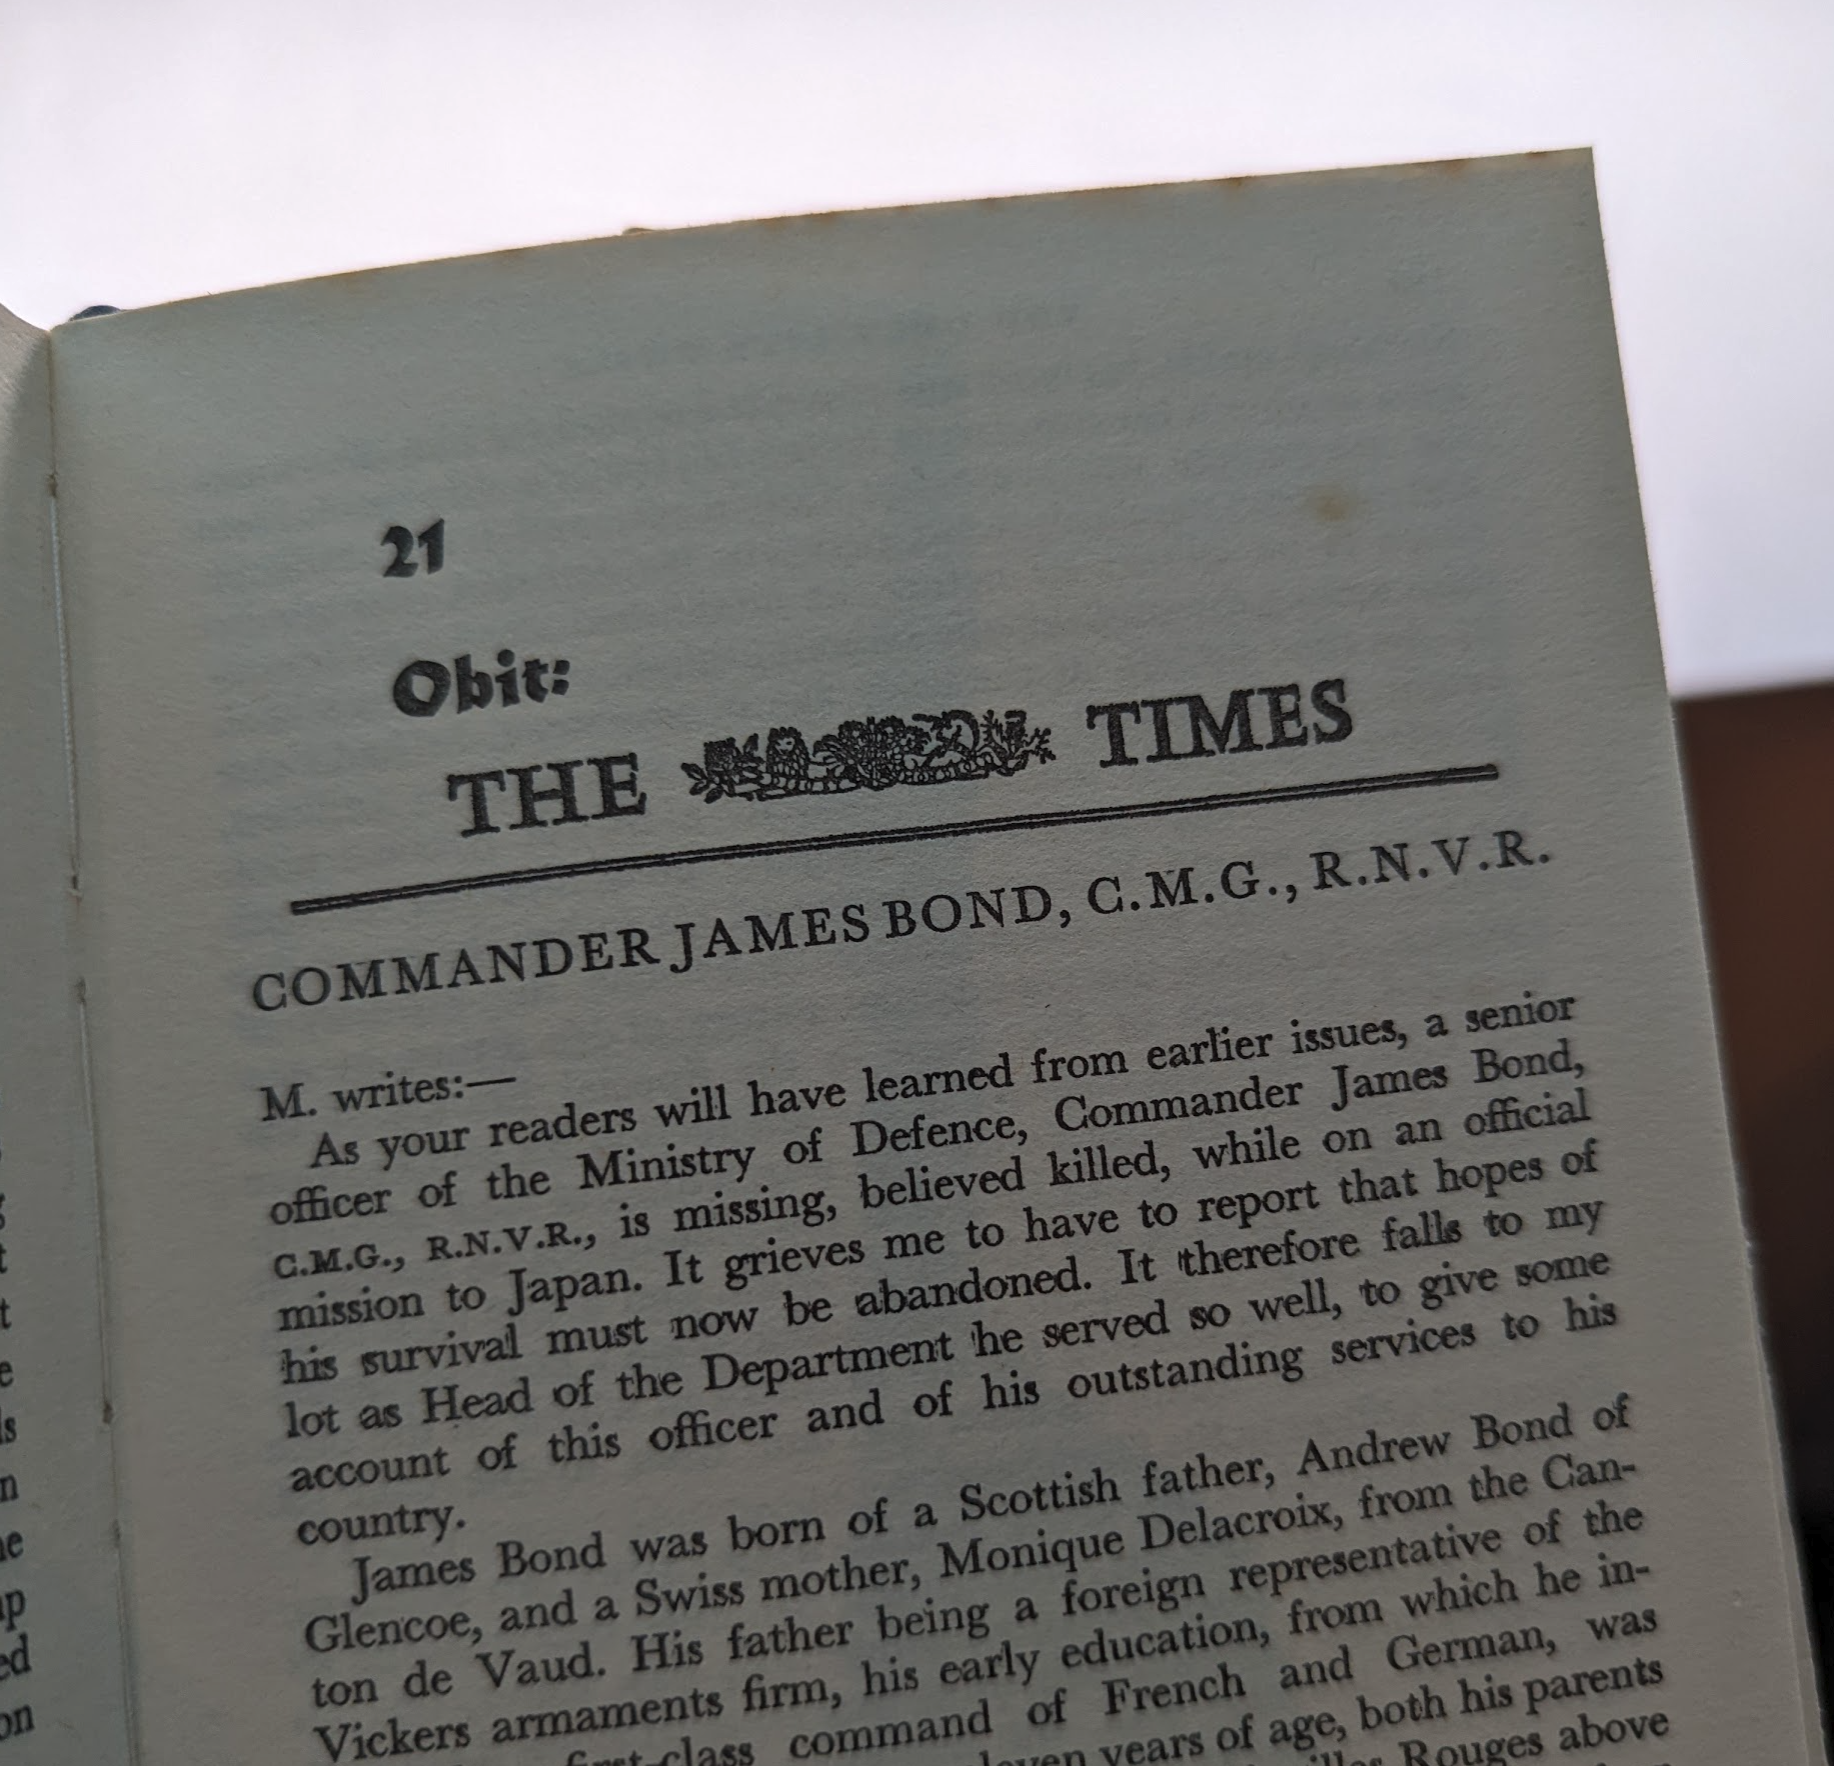 21
Obit:
THE TIMES
COMMANDER JAMES BOND, C.M.G., R.N.V.R.
M. writes:—
As your readers will have learned from earlier issues, a senior
officer of the Ministry of Defence, Commander James Bond,
C.M.G., R.N.V.R., is missing, believed killed, while on an official
mission to Japan. It grieves me to have to report that hopes of
his survival must now be abandoned. It therefore falls to my
lot as Head of the Department he served so well, to give some
account of this officer and of his outstanding services to his
country.
James Bond was born of a Scottish father, Andrew Bond of
Glencoe, and a Swiss mother, Monique Delacroix, from the Can-
ton de Vaud. His father being a foreign representative of the
Vickers armaments firm, his early education, from which he in-
first-class command of French and German, was
years of age, both his parents
Rouges above